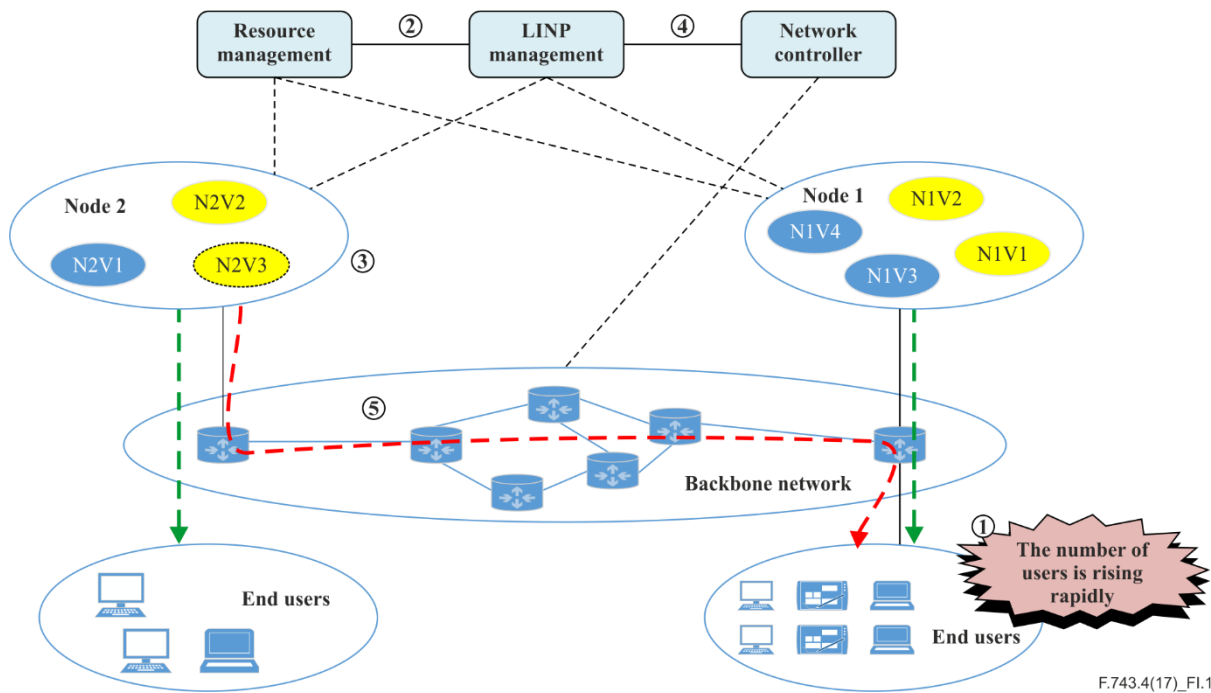 Resource
management
②
LINP
management
④
Network
controller
Node 2
N2V2
N2V1
N2V3
③
Node 1
N1V2
N1V4
N1V1
N1V3
⑤
Backbone network
①
The number of
users is rising
rapidly
End users
End users
F.743.4(17)_FI.1